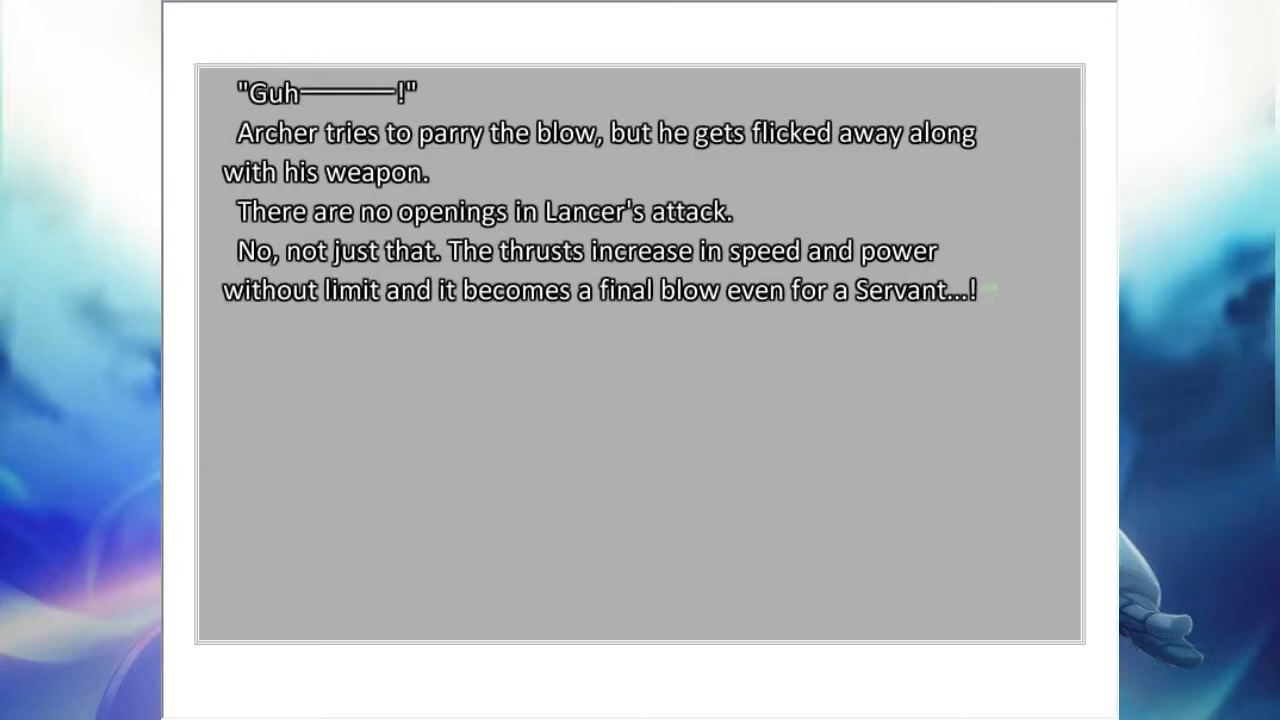 "Guh————!"
Archer tries to parry the blow, but he gets flicked away along
with his weapon.
There are no openings in Lancer's attack.
No, not just that. The thrusts increase in speed and power
without limit and it becomes a final blow even for a Servant...!